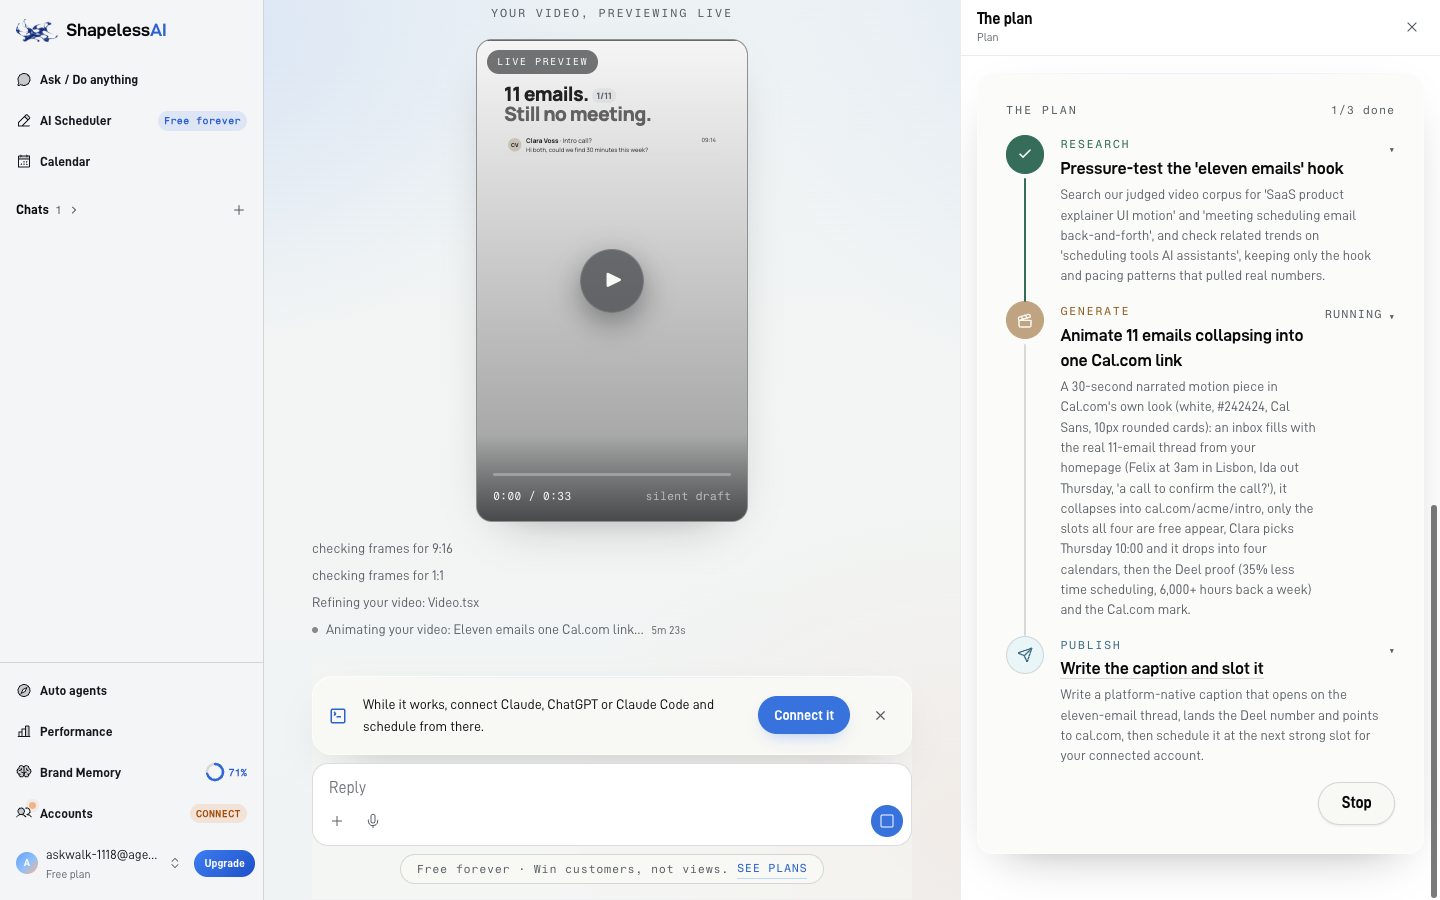 ShapelessAI
Ask / Do anything
AI Scheduler
Free forever
Calendar
Chats 1
Auto agents
Performance
Brand Memory
71%
Accounts
CONNECT
A
askwalk-1118@age...
Free plan
Upgrade
YOUR VIDEO, PREVIEWING LIVE
LIVE PREVIEW
11 emails. 1/11
Still no meeting.
CV
Clara Voss · Intro call?
09:14
Hi both, could we find 30 minutes this week?
0:00 / 0:33
silent draft
checking frames for 9:16
checking frames for 1:1
Refining your video: Video.tsx
Animating your video: Eleven emails one Cal.com link... 5m 23s
While it works, connect Claude, ChatGPT or Claude Code and
schedule from there.
Connect it
Reply
Free forever · Win customers, not views. SEE PLANS
The plan
Plan
THE PLAN
1/3 done
RESEARCH
Pressure-test the 'eleven emails' hook
Search our judged video corpus for 'SaaS product
explainer UI motion' and 'meeting scheduling email
back-and-forth', and check related trends on
'scheduling tools AI assistants', keeping only the hook
and pacing patterns that pulled real numbers.
GENERATE
RUNNING
Animate 11 emails collapsing into
one Cal.com link
A 30-second narrated motion piece in
Cal.com's own look (white, #242424, Cal
Sans, 10px rounded cards): an inbox fills with
the real 11-email thread from your
homepage (Felix at 3am in Lisbon, Ida out
Thursday, 'a call to confirm the call?'), it
collapses into cal.com/acme/intro, only the
slots all four are free appear, Clara picks
Thursday 10:00 and it drops into four
calendars, then the Deel proof (35% less
time scheduling, 6,000+ hours back a week)
and the Cal.com mark.
PUBLISH
Write the caption and slot it
Write a platform-native caption that opens on the
eleven-email thread, lands the Deel number and points
to cal.com, then schedule it at the next strong slot for
your connected account.
Stop